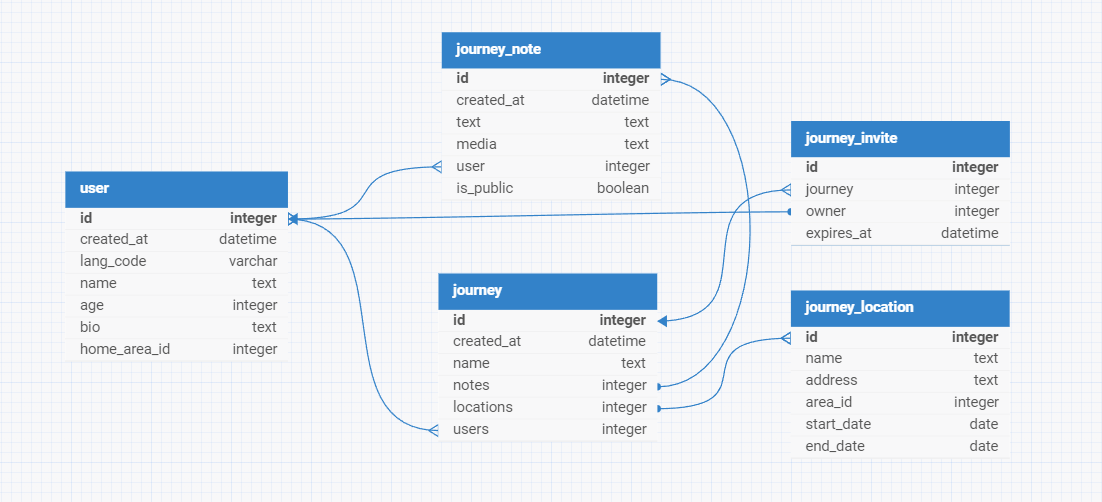 journey_note
id integer
created_at datetime
text text
media text
user integer
is_public boolean
user
id integer
created_at datetime
lang_code varchar
name text
age integer
bio text
home_area_id integer
journey
id integer
created_at datetime
name text
notes integer
locations integer
users integer
journey_invite
id integer
journey integer
owner integer
expires_at datetime
journey_location
id integer
name text
address text
area_id integer
start_date date
end_date date